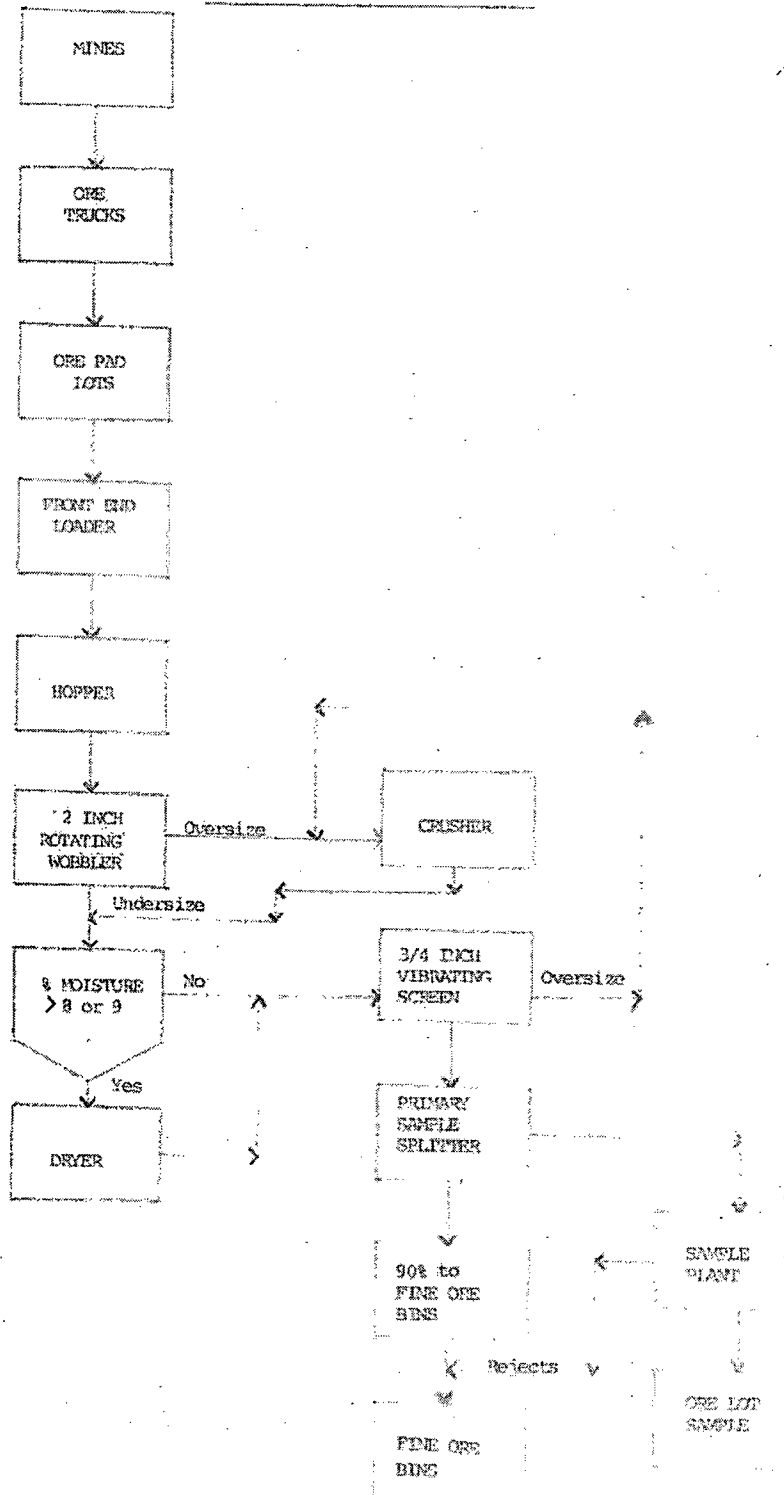 MINES
ORE
TRUCKS
ORE PAD
LOTS
FRONT END
LOADER
HOPPER
2 INCH
ROTATING
WOBBLER
Oversize
CRUSHER
Undersize
% MOISTURE
> 8 or 9
No
Yes
3/4 INCH
VIBRATING
SCREEN
Oversize
DRYER
PRIMARY
SAMPLE
SPLITTER
90% to
FINE ORE
BINS
SAMPLE
PLANT
Rejects
FINE ORE
BINS
ORE LOT
SAMPLE